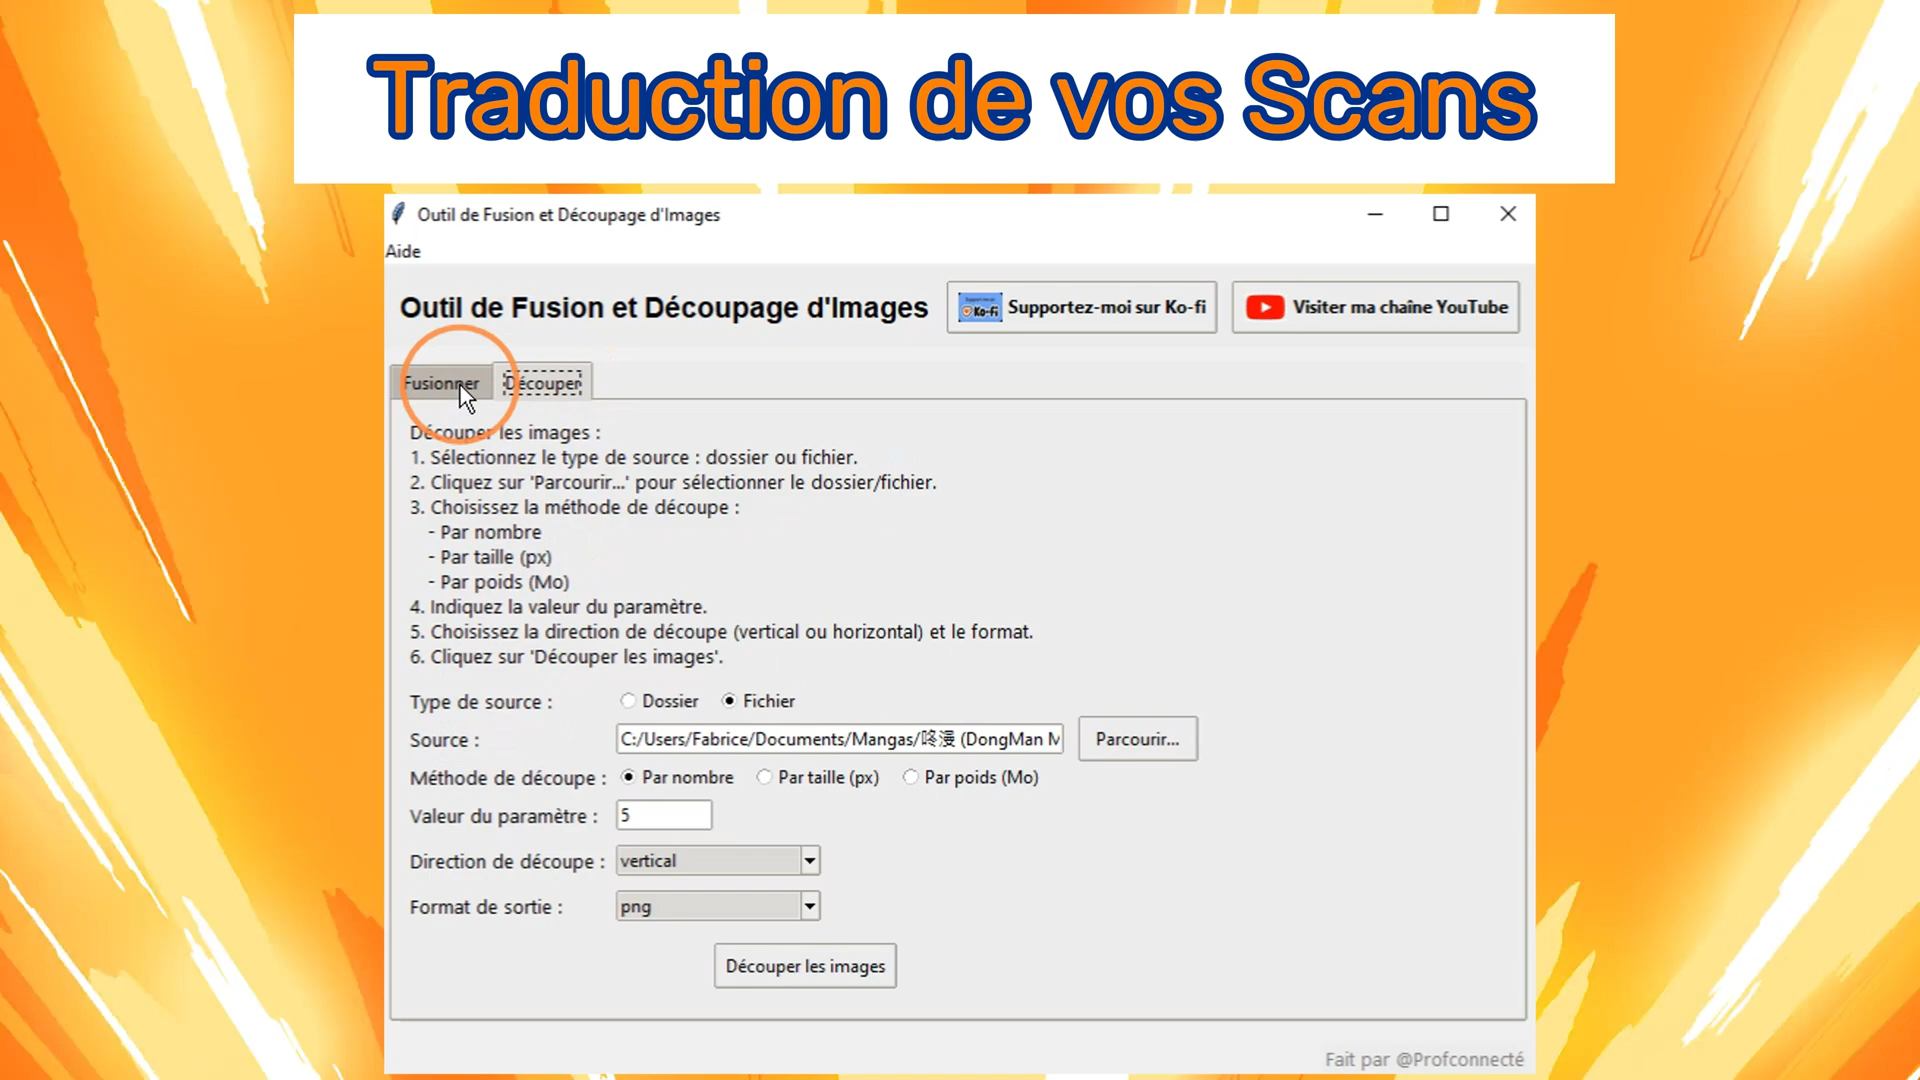 Traduction de vos Scans
Outil de Fusion et Découpage d'Images
Aide
Outil de Fusion et Découpage d'Images
Ko-fi
Supportez-moi sur Ko-fi
Visiter ma chaîne YouTube
Fusionner
Découper
Découper les images :
1. Sélectionnez le type de source : dossier ou fichier.
2. Cliquez sur 'Parcourir...' pour sélectionner le dossier/fichier.
3. Choisissez la méthode de découpe :
- Par nombre
- Par taille (px)
- Par poids (Mo)
4. Indiquez la valeur du paramètre.
5. Choisissez la direction de découpe (vertical ou horizontal) et le format.
6. Cliquez sur 'Découper les images'.
Type de source : Dossier Fichier
Source : C:/Users/Fabrice/Documents/Mangas/咚漫 (DongMan M Parcourir...
Méthode de découpe : Par nombre Par taille (px) Par poids (Mo)
Valeur du paramètre : 5
Direction de découpe : vertical
Format de sortie : png
Découper les images
Fait par @Profconnecté